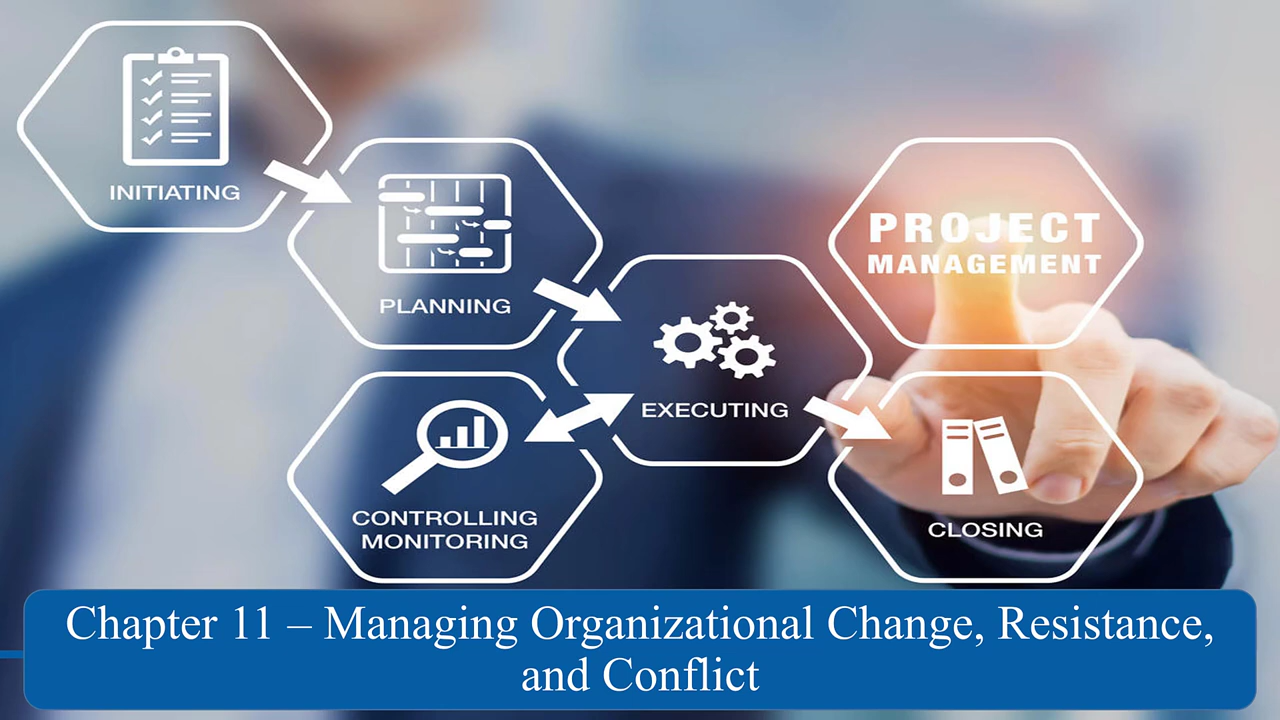 INITIATING
PLANNING
PROJECT
MANAGEMENT
EXECUTING
CONTROLLING
MONITORING
CLOSING
Chapter 11 – Managing Organizational Change, Resistance,
and Conflict